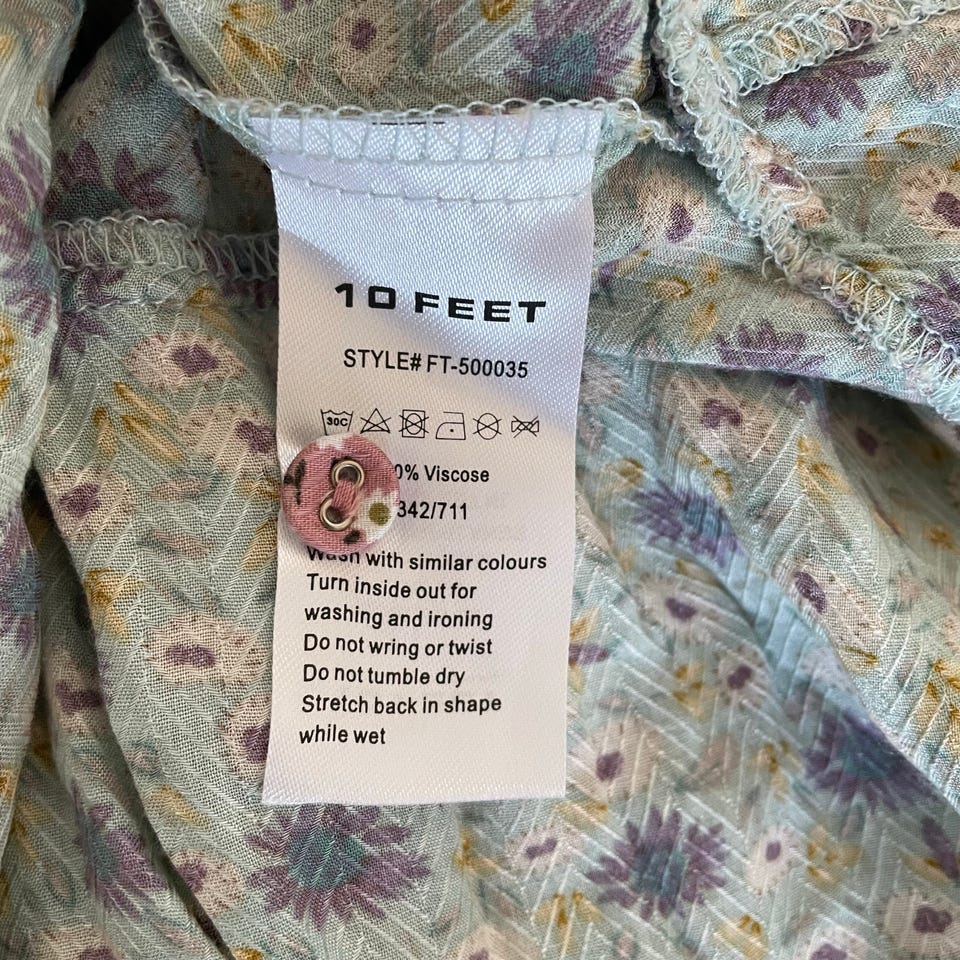 10 FEET
STYLE# FT-500035
30C
0% Viscose
342/711
Wash with similar colours
Turn inside out for
washing and ironing
Do not wring or twist
Do not tumble dry
Stretch back in shape
while wet